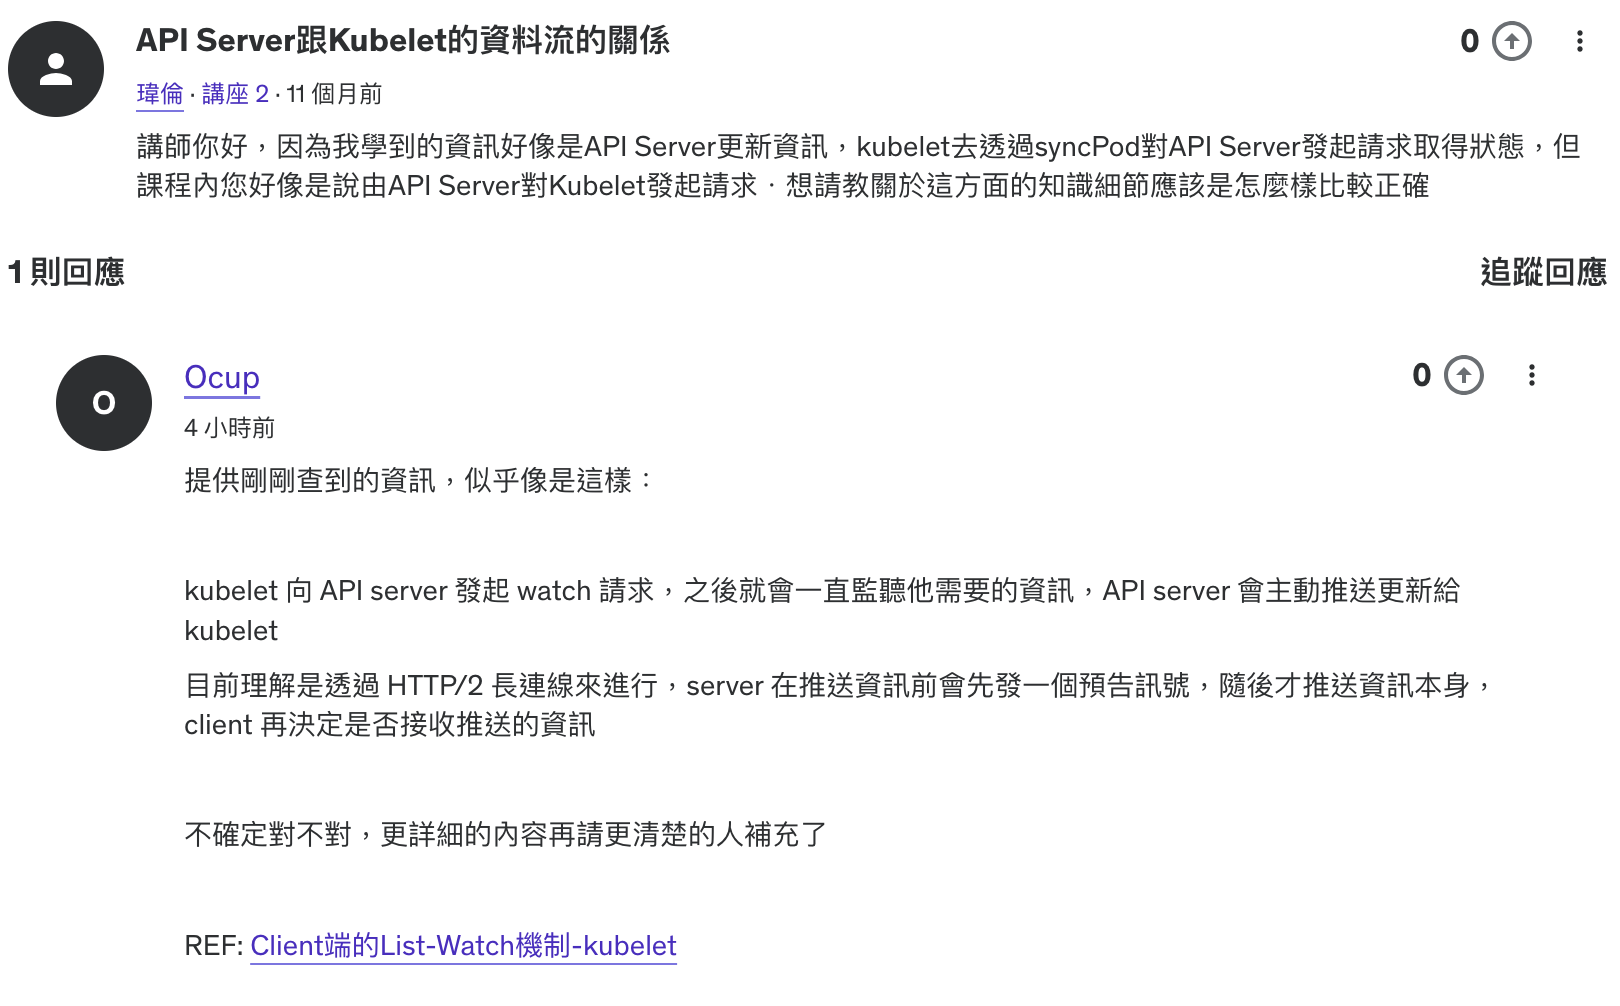 API Server跟Kubelet的資料流的關係
0
瑋倫 · 講座 2 · 11 個月前
講師你好，因為我學到的資訊好像是API Server更新資訊，kubelet去透過syncPod對API Server發起請求取得狀態，但
課程內您好像是說由API Server對Kubelet發起請求．想請教關於這方面的知識細節應該是怎麼樣比較正確
1 則回應
追蹤回應
O
Ocup
0
4 小時前
提供剛剛查到的資訊，似乎像是這樣：
kubelet 向 API server 發起 watch 請求，之後就會一直監聽他需要的資訊，API server 會主動推送更新給
kubelet
目前理解是透過 HTTP/2 長連線來進行，server 在推送資訊前會先發一個預告訊號，隨後才推送資訊本身，
client 再決定是否接收推送的資訊
不確定對不對，更詳細的內容再請更清楚的人補充了
REF: Client端的List-Watch機制-kubelet